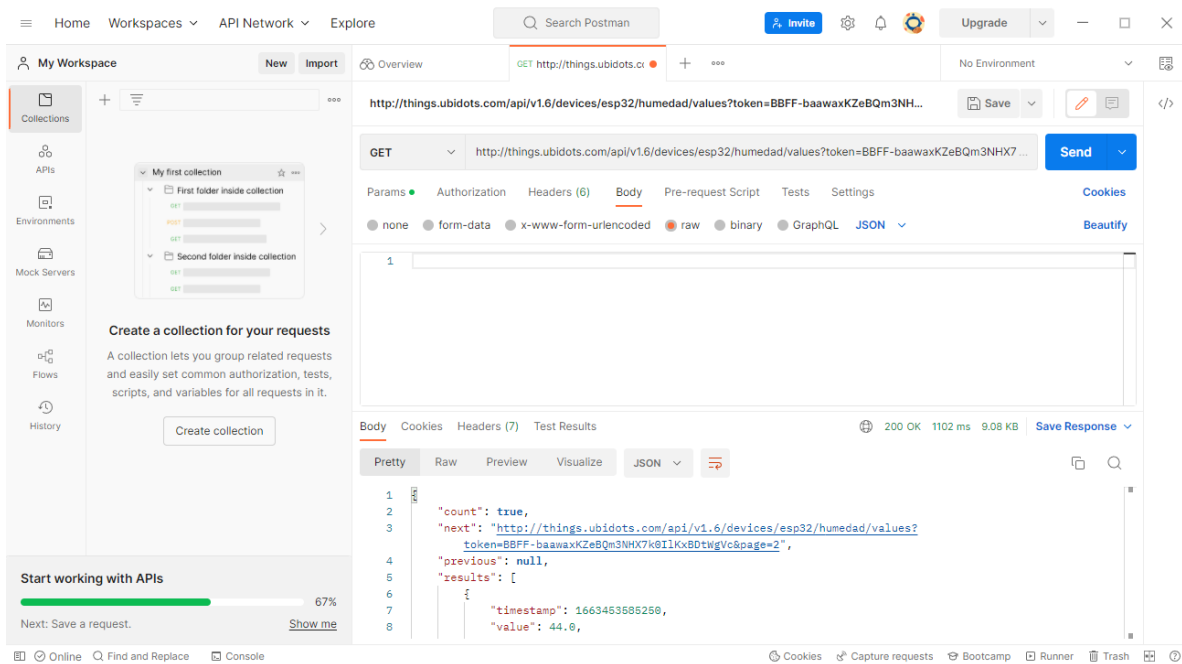 Home Workspaces API Network Explore Search Postman Invite Upgrade
My Workspace New Import Overview GET http://things.ubidots.cc No Environment
Collections
APIs
Environments
Mock Servers
Monitors
Flows
History
My first collection
First folder inside collection
GET
POST
GET
Second folder inside collection
GET
GET
Create a collection for your requests
A collection lets you group related requests
and easily set common authorization, tests,
scripts, and variables for all requests in it.
Create collection
Start working with APIs
67%
Next: Save a request. Show me
http://things.ubidots.com/api/v1.6/devices/esp32/humedad/values?token=BBFF-baawaxKZeBQm3NH... Save
GET http://things.ubidots.com/api/v1.6/devices/esp32/humedad/values?token=BBFF-baawaxKZeBQm3NHX7 ... Send
Params Authorization Headers (6) Body Pre-request Script Tests Settings Cookies
none form-data x-www-form-urlencoded raw binary GraphQL JSON Beautify
1
Body Cookies Headers (7) Test Results 200 OK 1102 ms 9.08 KB Save Response
Pretty Raw Preview Visualize JSON
1 {
2 "count": true,
3 "next": "http://things.ubidots.com/api/v1.6/devices/esp32/humedad/values?
token=BBFF-baawaxKZeBQm3NHX7k0IlKxBDtWgVc&page=2",
4 "previous": null,
5 "results": [
6 {
7 "timestamp": 1663453585250,
8 "value": 44.0,
Online Find and Replace Console Cookies Capture requests Bootcamp Runner Trash